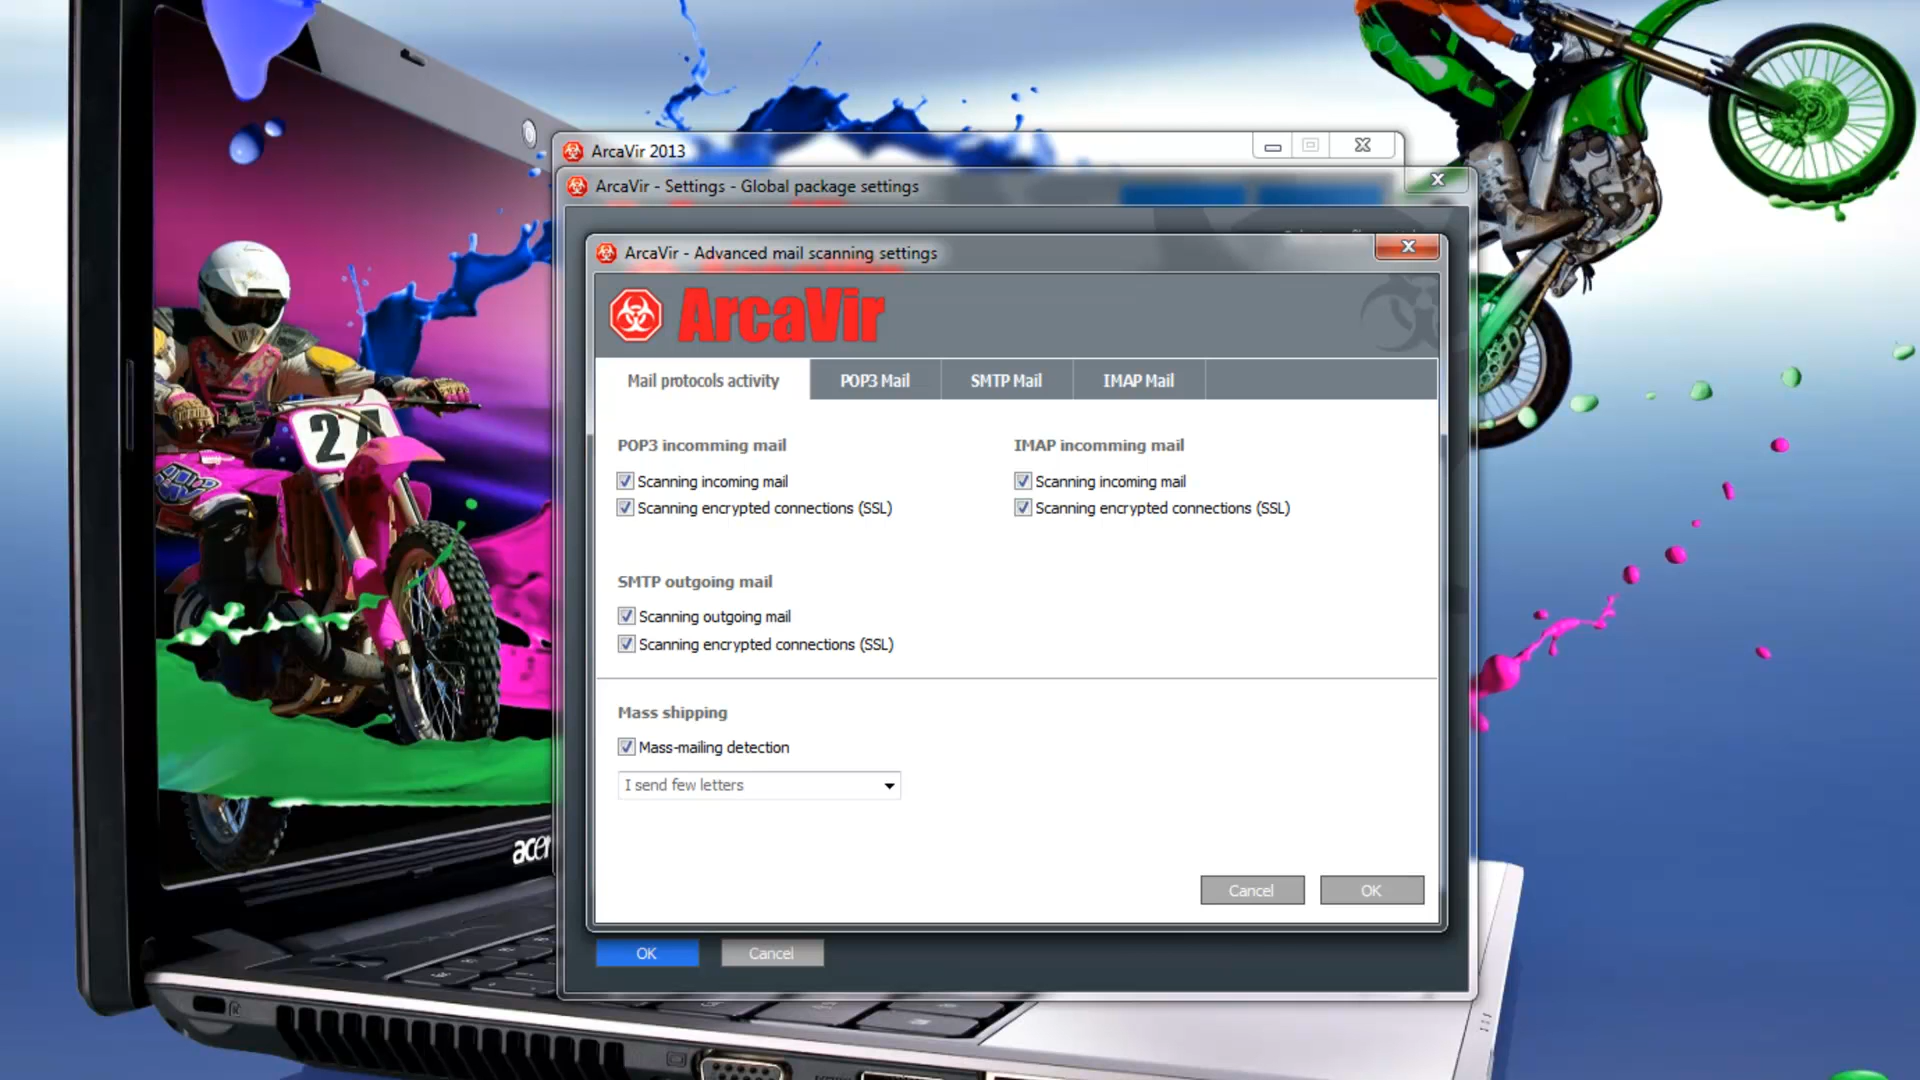 ArcaVir 2013
ArcaVir - Settings - Global package settings
ArcaVir - Advanced mail scanning settings
ArcaVir
Mail protocols activity
POP3 Mail
SMTP Mail
IMAP Mail
POP3 incomming mail
Scanning incoming mail
Scanning encrypted connections (SSL)
IMAP incomming mail
Scanning incoming mail
Scanning encrypted connections (SSL)
SMTP outgoing mail
Scanning outgoing mail
Scanning encrypted connections (SSL)
Mass shipping
Mass-mailing detection
I send few letters
Cancel
OK
OK
Cancel
acer